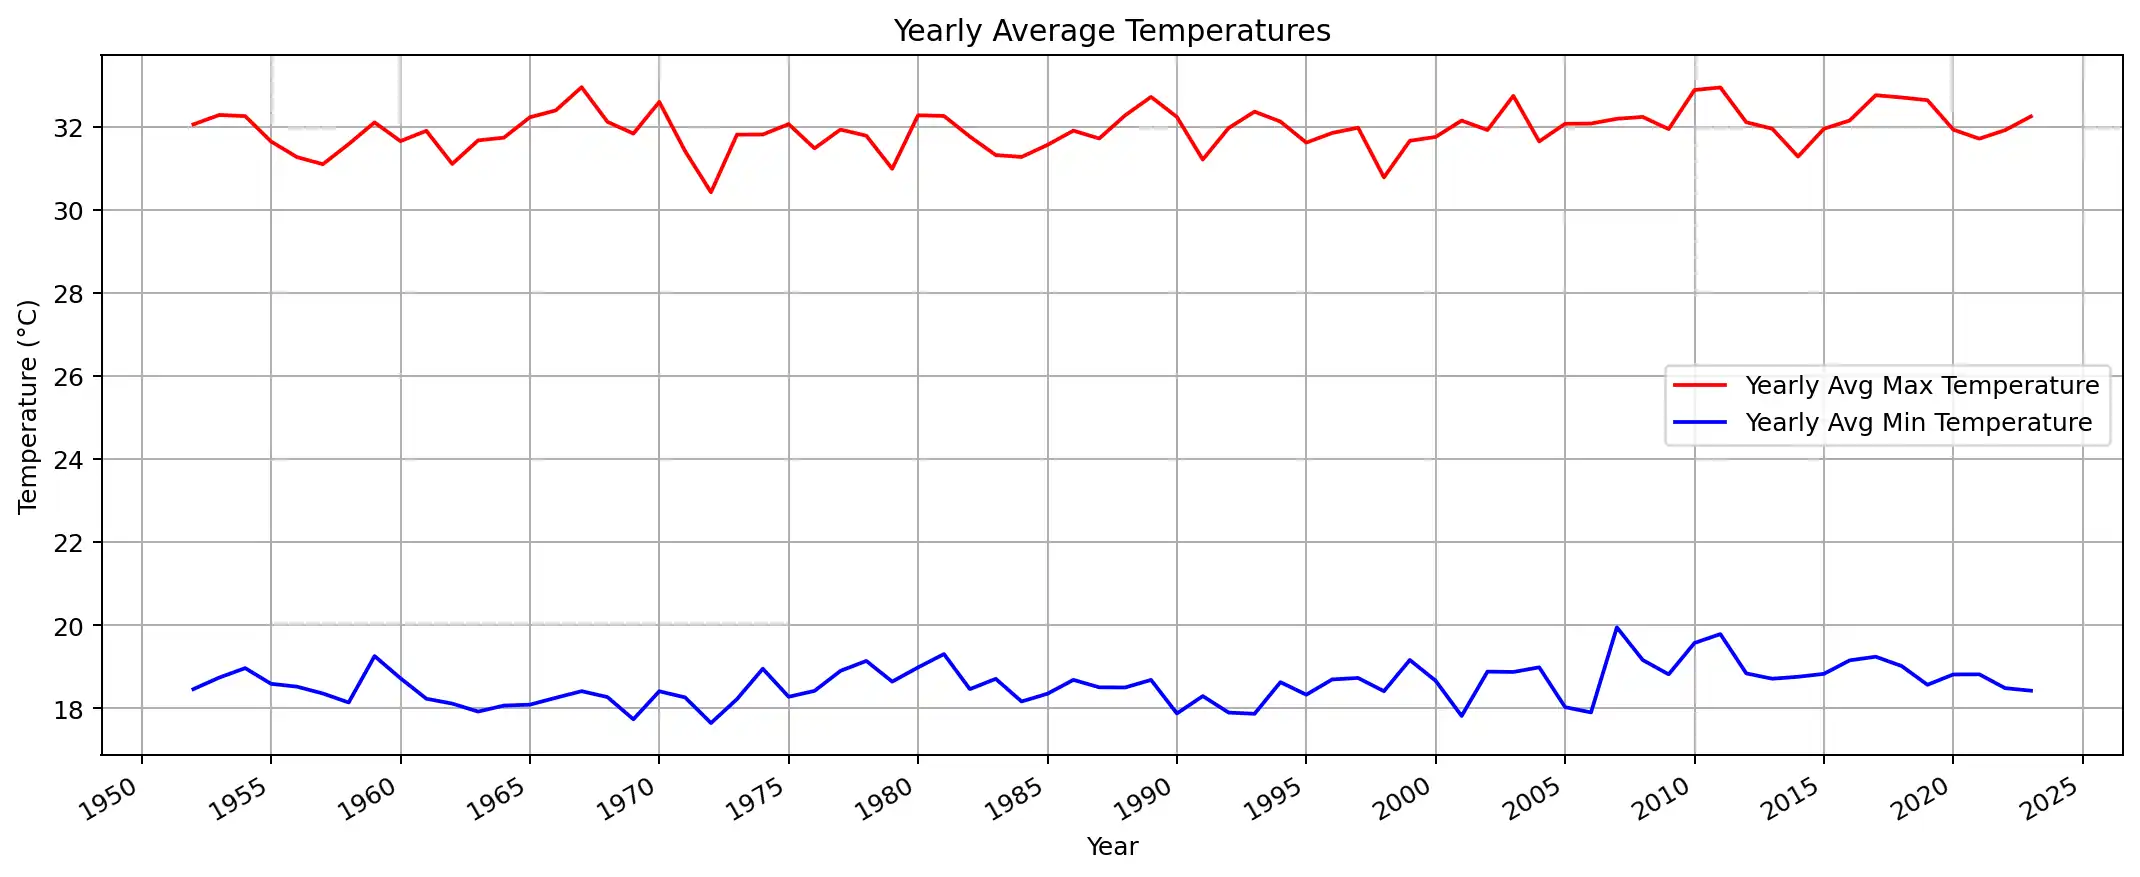 Yearly Average Temperatures
Temperature (°C)
32
30
28
26
24
22
20
18
Yearly Avg Max Temperature
Yearly Avg Min Temperature
1950 1955 1960 1965 1970 1975 1980 1985 1990 1995 2000 2005 2010 2015 2020 2025
Year